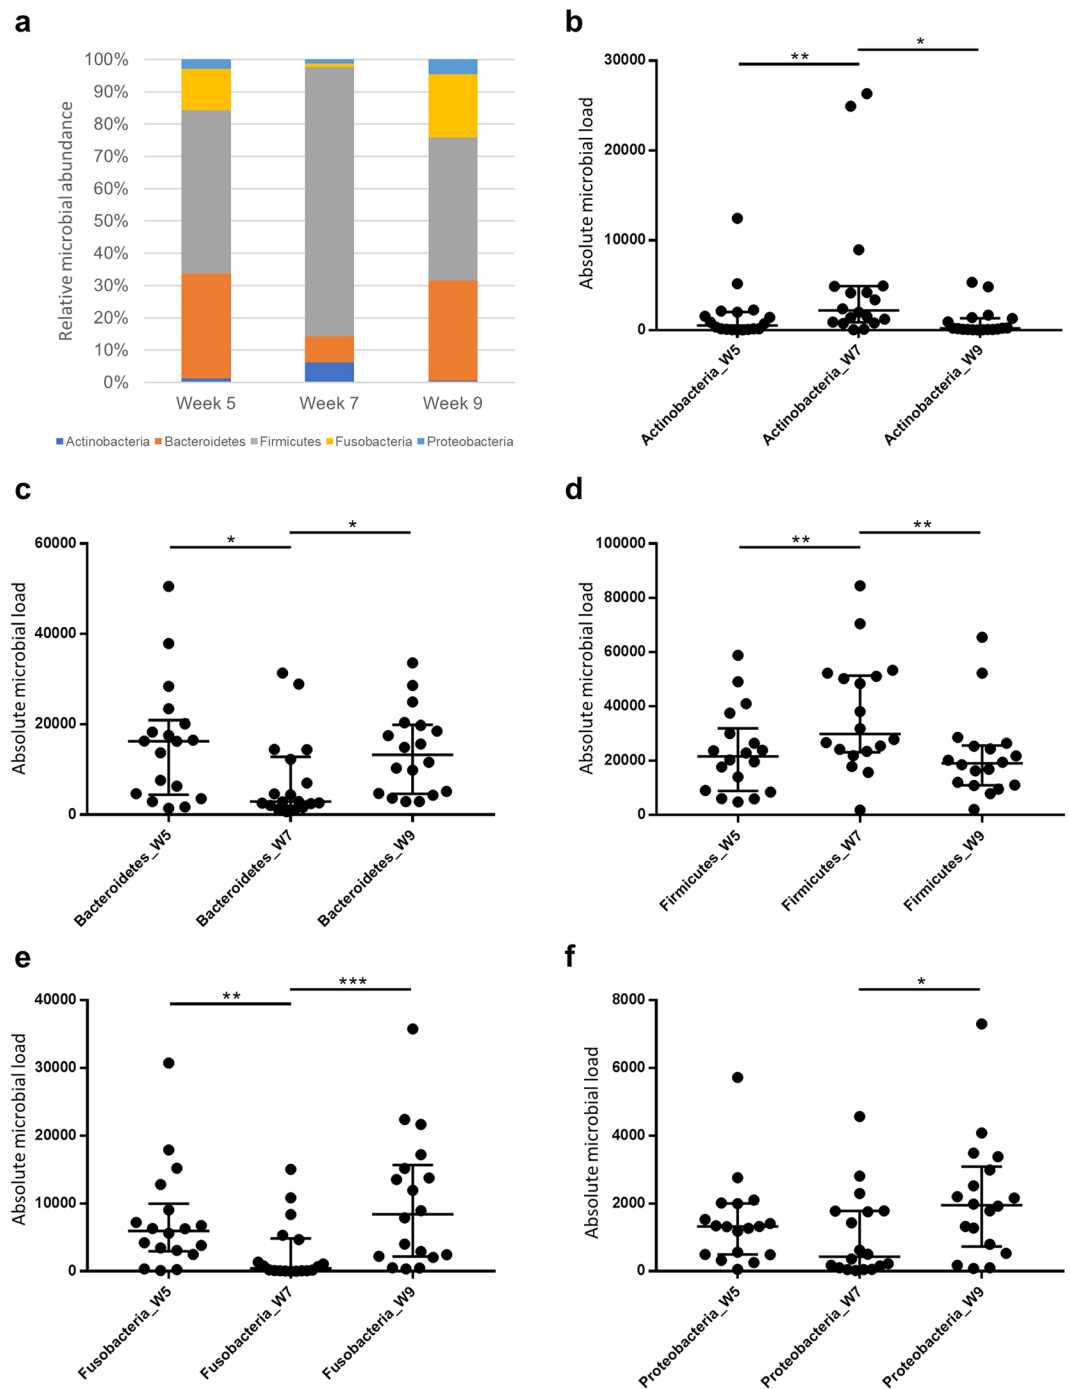 a
Relative microbial abundance
100%
90%
80%
70%
60%
50%
40%
30%
20%
10%
0%
Week 5 Week 7 Week 9
Actinobacteria Bacteroidetes Firmicutes Fusobacteria Proteobacteria
b
Absolute microbial load
30000
20000
10000
0
**
*
Actinobacteria_W5
Actinobacteria_W7
Actinobacteria_W9
c
Absolute microbial load
60000
40000
20000
0
*
*
Bacteroidetes_W5
Bacteroidetes_W7
Bacteroidetes_W9
d
Absolute microbial load
100000
80000
60000
40000
20000
0
**
**
Firmicutes_W5
Firmicutes_W7
Firmicutes_W9
e
Absolute microbial load
40000
30000
20000
10000
0
**
***
Fusobacteria_W5
Fusobacteria_W7
Fusobacteria_W9
f
Absolute microbial load
8000
6000
4000
2000
0
*
Proteobacteria_W5
Proteobacteria_W7
Proteobacteria_W9